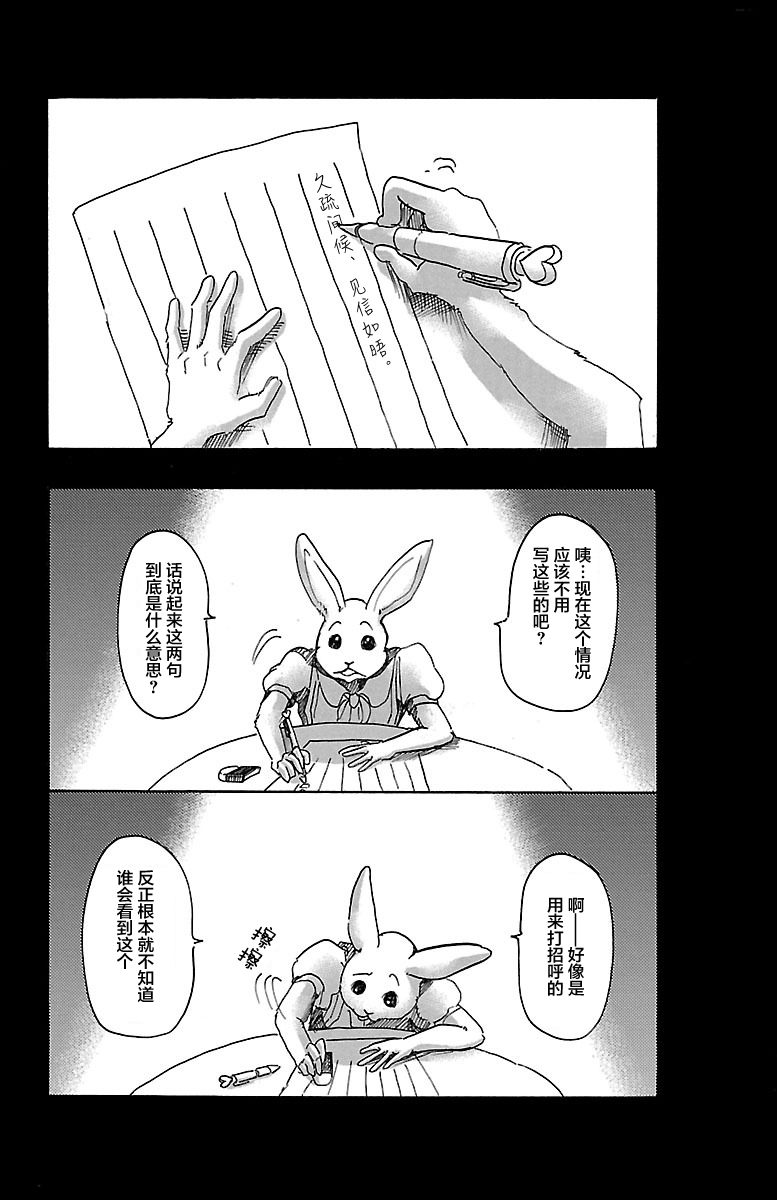 久疏问候、见信如晤。
咦…现在这个情况
应该不用
写这些的吧？
话说起来这两句
到底是什么意思？
啊——好像是
用来打招呼的
擦擦
反正根本就不知道
谁会看到这个